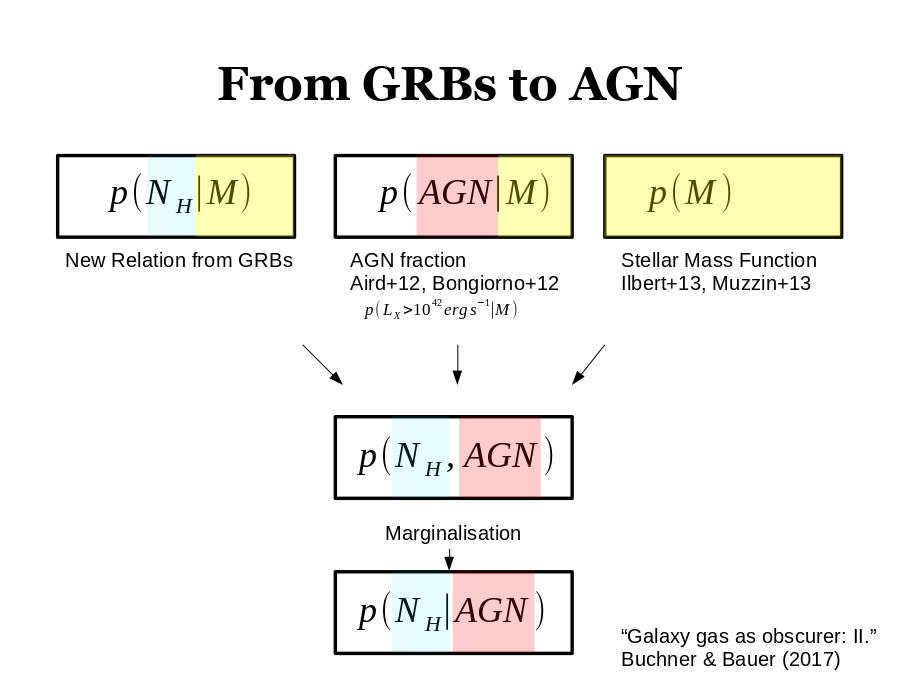 From GRBs to AGN
p(N_H|M)
p(AGN|M)
p(M)
New Relation from GRBs
AGN fraction
Aird+12, Bongiorno+12
p(L_X>10^42 erg s^−1|M)
Stellar Mass Function
Ilbert+13, Muzzin+13
p(N_H, AGN)
Marginalisation
p(N_H|AGN)
“Galaxy gas as obscurer: II.”
Buchner & Bauer (2017)